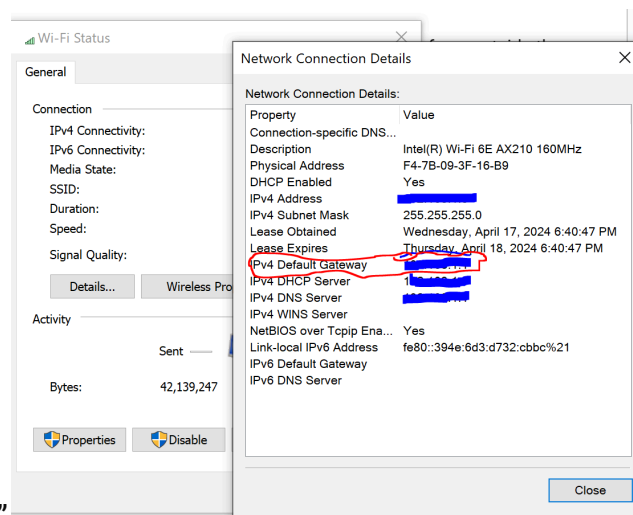 Wi-Fi Status
General
Connection
IPv4 Connectivity:
IPv6 Connectivity:
Media State:
SSID:
Duration:
Speed:
Signal Quality:
Details...
Wireless Pro
Activity
Sent
Bytes:
42,139,247
Properties
Disable
Network Connection Details
Network Connection Details:
Property Value
Connection-specific DNS...
Description Intel(R) Wi-Fi 6E AX210 160MHz
Physical Address F4-7B-09-3F-16-B9
DHCP Enabled Yes
IPv4 Address
IPv4 Subnet Mask 255.255.255.0
Lease Obtained Wednesday, April 17, 2024 6:40:47 PM
Lease Expires Thursday, April 18, 2024 6:40:47 PM
IPv4 Default Gateway
IPv4 DHCP Server
IPv4 DNS Server
IPv4 WINS Server
NetBIOS over Tcpip Ena... Yes
Link-local IPv6 Address fe80::394e:6d3:d732:cbbc%21
IPv6 Default Gateway
IPv6 DNS Server
Close
”